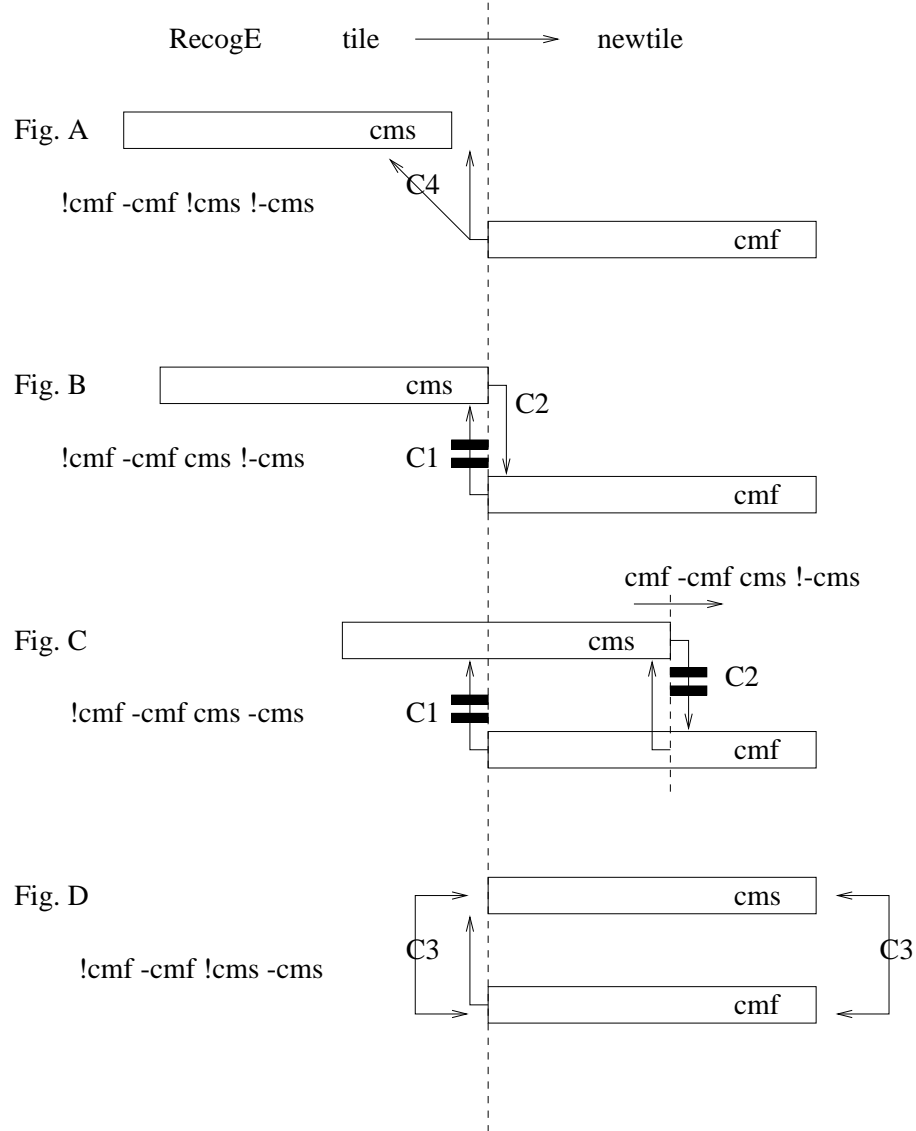 RecogE tile newtile
Fig. A
cms
C4
!cmf -cmf !cms !-cms
cmf
Fig. B
cms
C2
!cmf -cmf cms !-cms
C1
cmf
cmf -cmf cms !-cms
Fig. C
cms
C2
!cmf -cmf cms -cms
C1
cmf
Fig. D
cms
C3
C3
!cmf -cmf !cms -cms
cmf